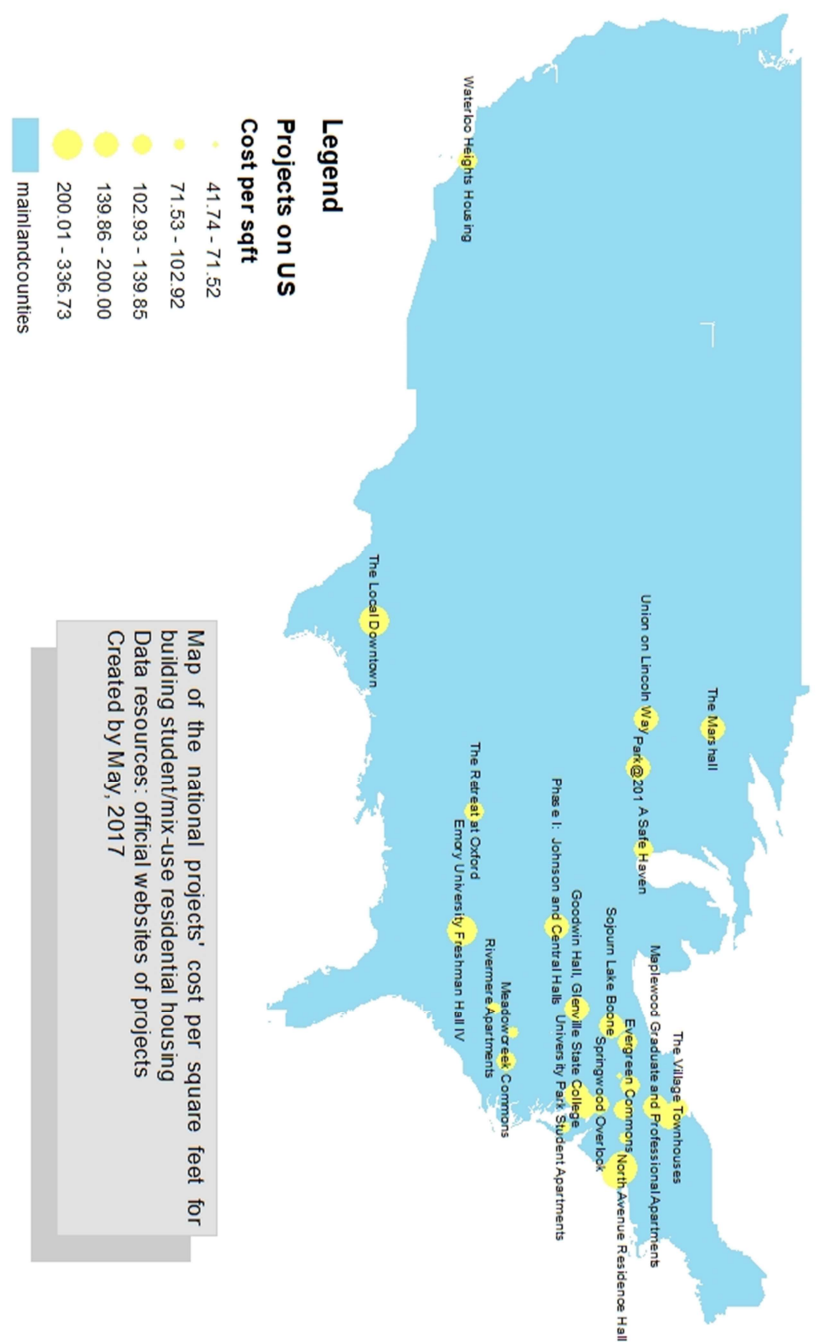 Waterloo Heights Housing
The Marshall
Union on Lincoln Way
Park@201
A Safe Haven
The Local Downtown
The Retreat at Oxford
Emory University Freshman Hall IV
Phase I: Johnson and Central Halls
Goodwin Hall, Glenville State College
Sojourn Lake Boone
Maplewood Graduate and Professional Apartments
The Village Townhouses
Evergreen Commons
Springwood Overlook
North Avenue Residence Hall
University Park Student Apartments
Rivermere Apartments
Meadowcreek Commons
Legend
Projects on US
Cost per sqft
41.74 - 71.52
71.53 - 102.92
102.93 - 139.85
139.86 - 200.00
200.01 - 336.73
mainlandcounties
Map of the national projects' cost per square feet for
building student/mix-use residential housing
Data resources: official websites of projects
Created by May, 2017